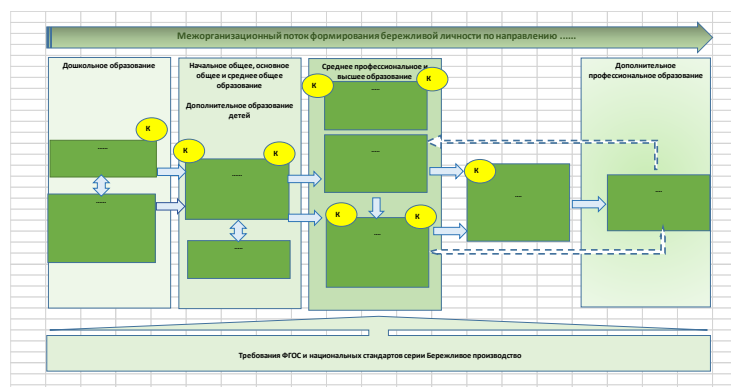 Межорганизационный поток формирования бережливой личности по направлению ......
Дошкольное образование
Начальное общее, основное
общее и среднее общее
образование
Дополнительное образование
детей
Среднее профессиональное и
высшее образование
Дополнительное
профессиональное образование
К
К
К
К
К
К
К
К
.....
.....
.....
.....
.....
....
....
....
....
Требования ФГОС и национальных стандартов серии Бережливое производство